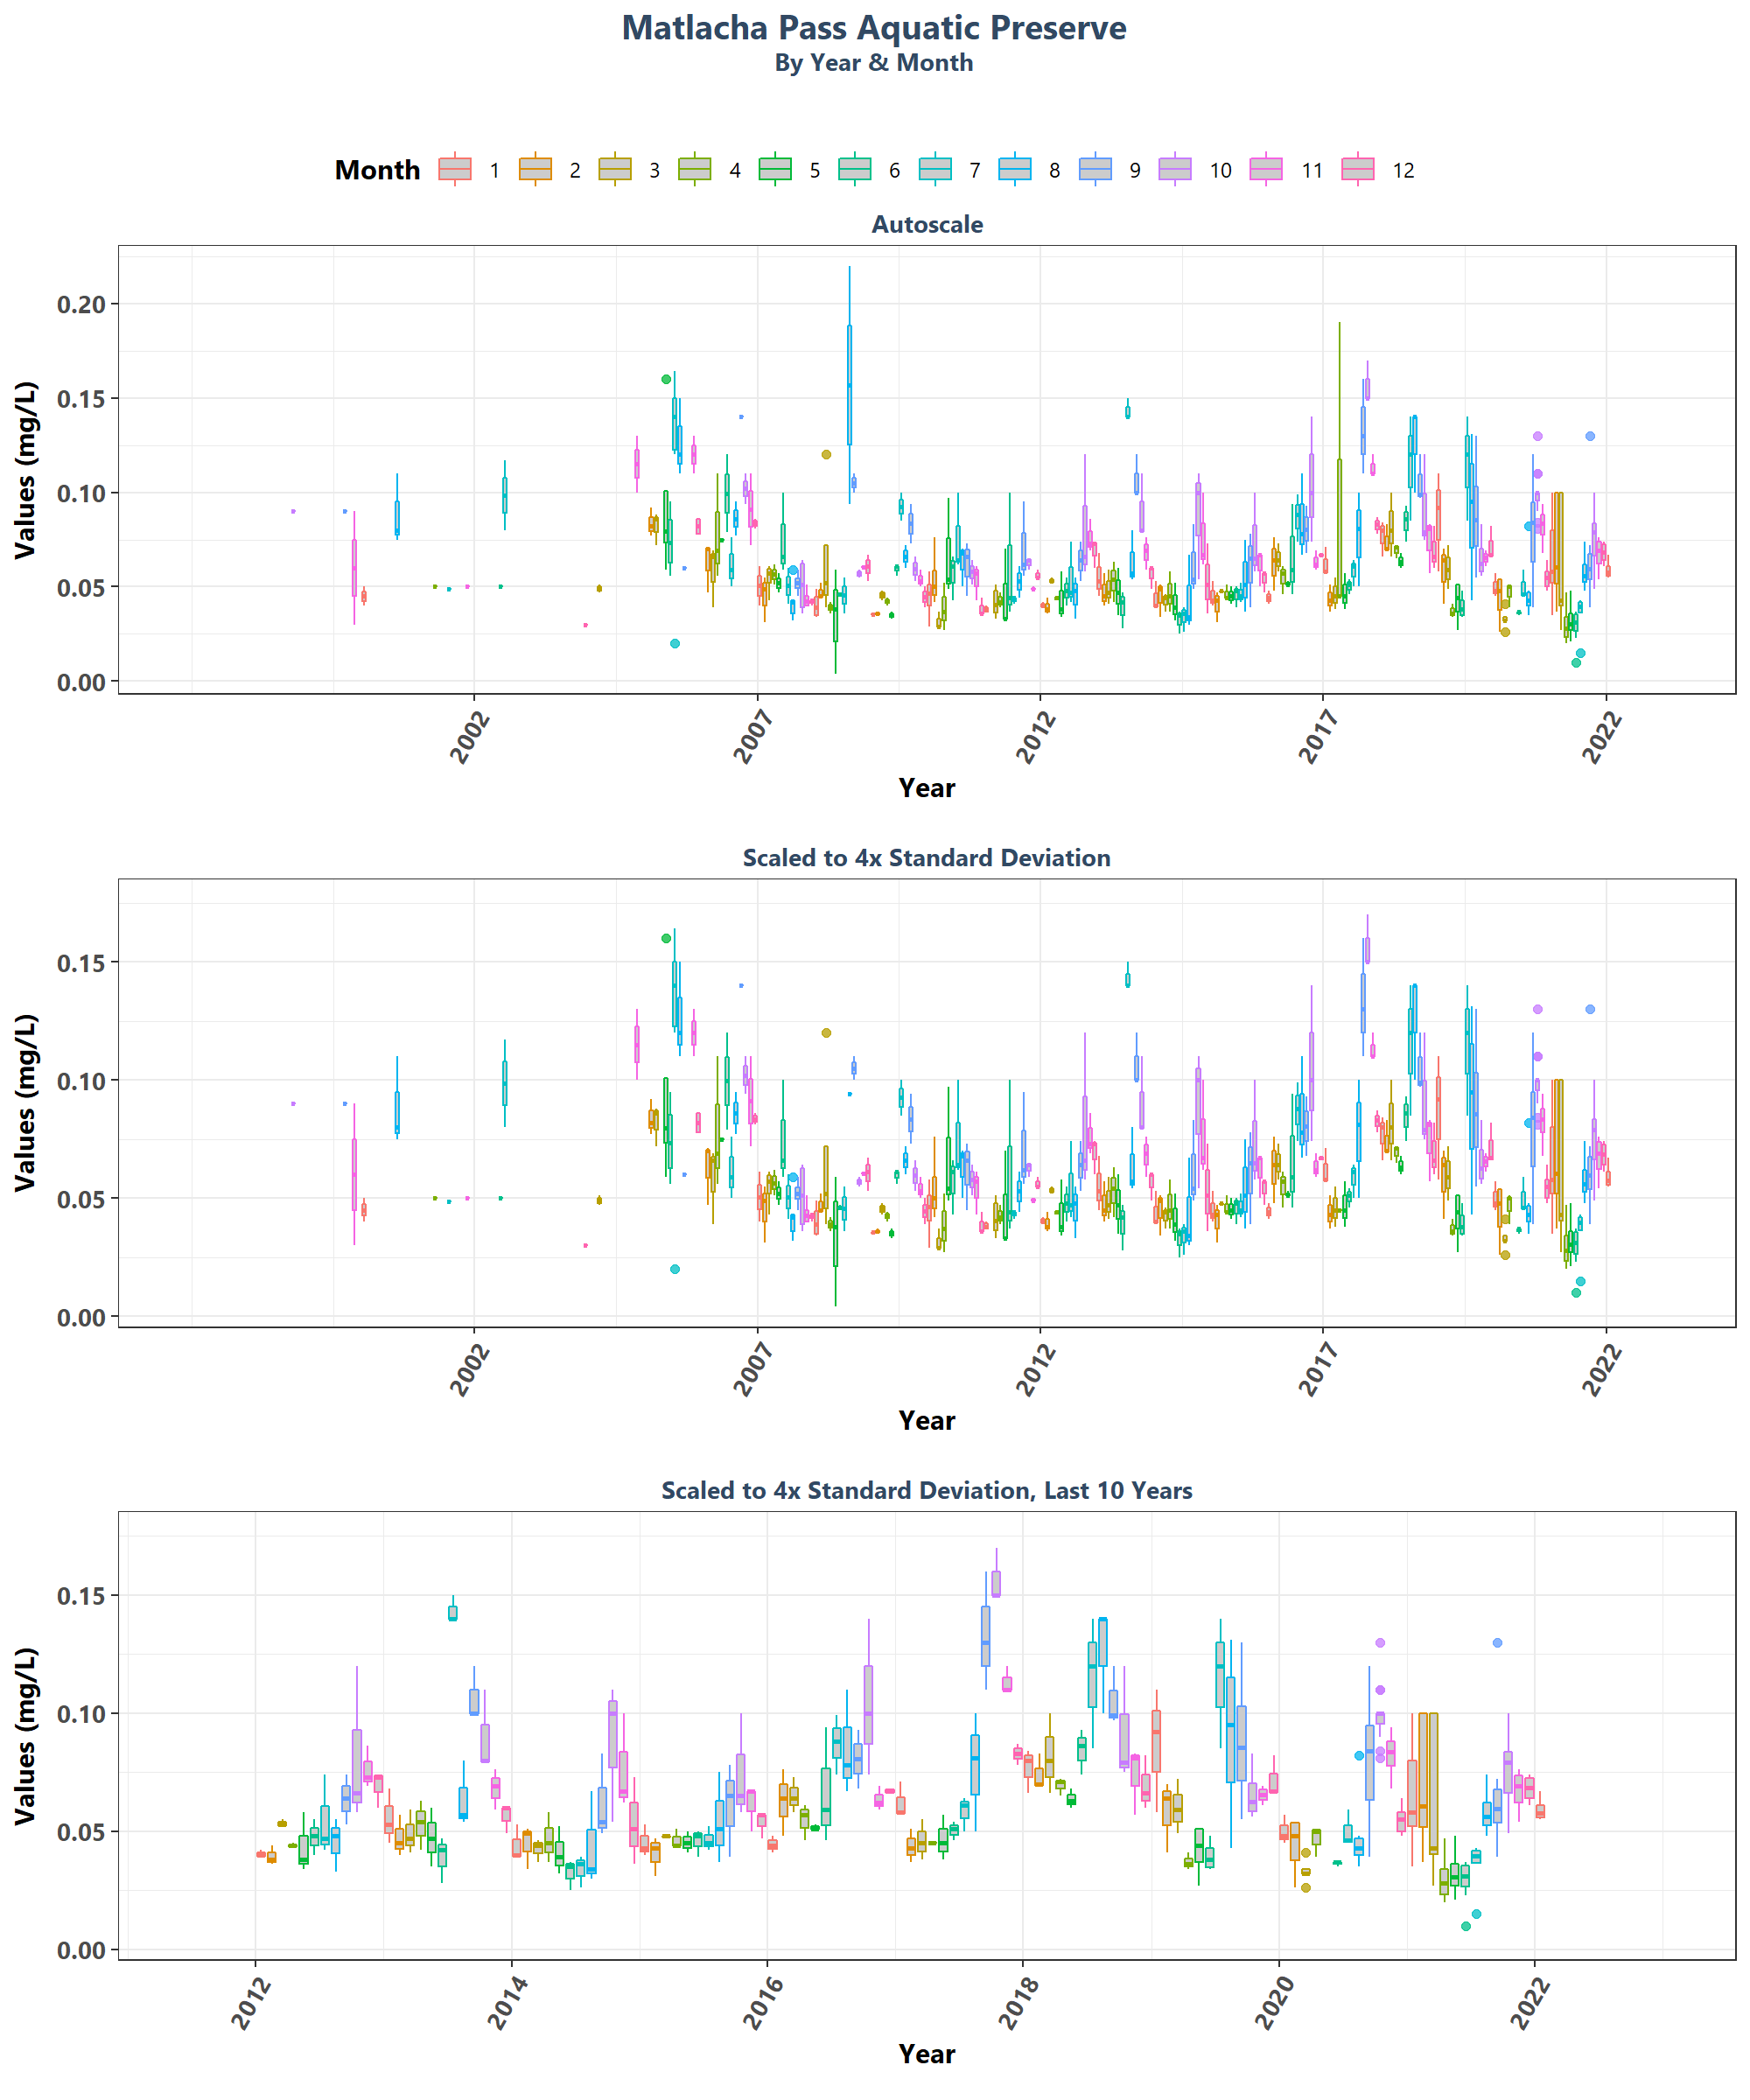 Matlacha Pass Aquatic Preserve
By Year & Month
Month 1 2 3 4 5 6 7 8 9 10 11 12
Autoscale
Values (mg/L)
0.20
0.15
0.10
0.05
0.00
2002 2007 2012 2017 2022
Year
Scaled to 4x Standard Deviation
Values (mg/L)
0.15
0.10
0.05
0.00
2002 2007 2012 2017 2022
Year
Scaled to 4x Standard Deviation, Last 10 Years
Values (mg/L)
0.15
0.10
0.05
0.00
2012 2014 2016 2018 2020 2022
Year